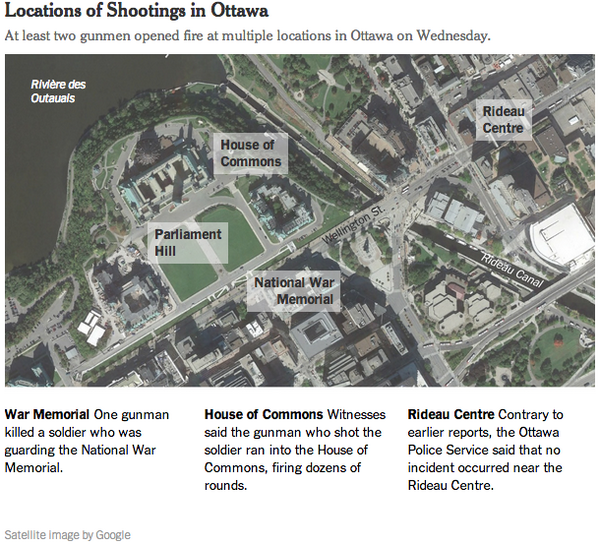 Locations of Shootings in Ottawa
At least two gunmen opened fire at multiple locations in Ottawa on Wednesday.
Rivière des
Outauais
Rideau
Centre
House of
Commons
Parliament
Hill
Wellington St.
National War
Memorial
Rideau Canal
War Memorial One gunman
killed a soldier who was
guarding the National War
Memorial.
House of Commons Witnesses
said the gunman who shot the
soldier ran into the House of
Commons, firing dozens of
rounds.
Rideau Centre Contrary to
earlier reports, the Ottawa
Police Service said that no
incident occurred near the
Rideau Centre.
Satellite image by Google